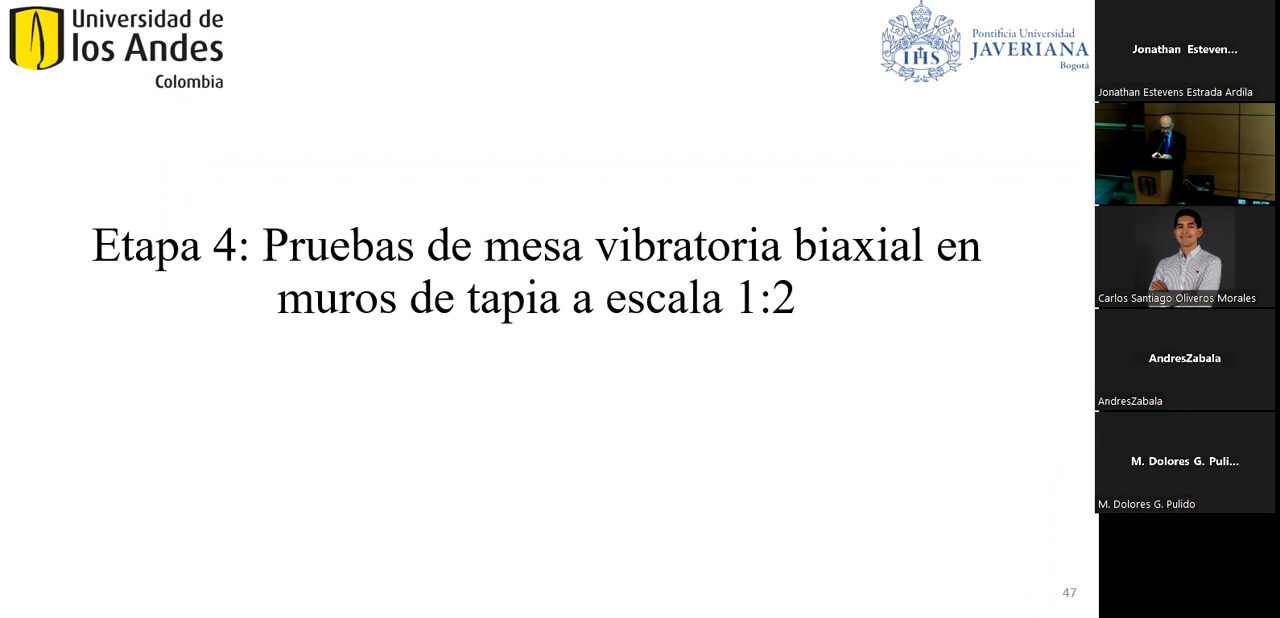 Universidad de
los Andes
Colombia
Pontificia Universidad
JAVERIANA
Bogotá
IHS
Etapa 4: Pruebas de mesa vibratoria biaxial en
muros de tapia a escala 1:2
47
Jonathan Esteven...
Jonathan Estevens Estrada Ardila
Carlos Santiago Oliveros Morales
AndresZabala
AndresZabala
M. Dolores G. Puli...
M. Dolores G. Pulido